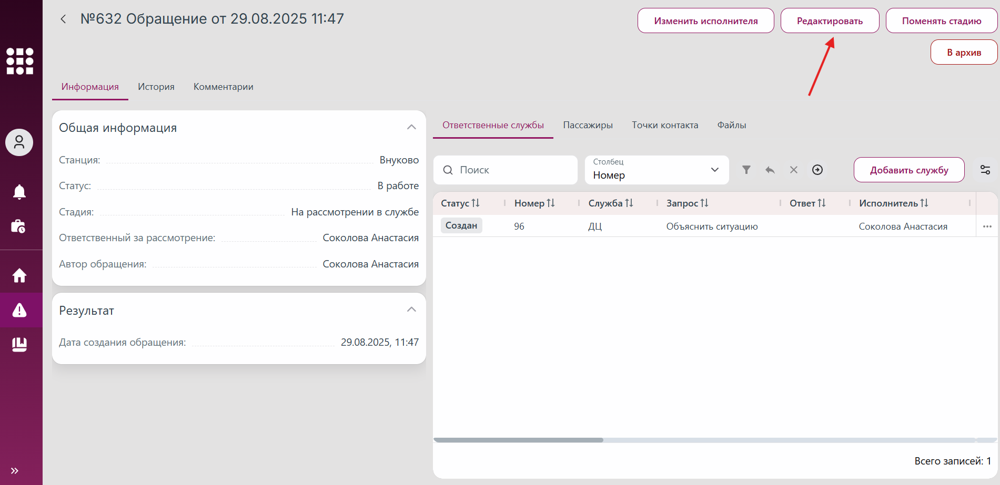 №632 Обращение от 29.08.2025 11:47
Изменить исполнителя
Редактировать
Поменять стадию
В архив
Информация
История
Комментарии
Общая информация
Станция: Внуково
Статус: В работе
Стадия: На рассмотрении в службе
Ответственный за рассмотрение: Соколова Анастасия
Автор обращения: Соколова Анастасия
Результат
Дата создания обращения: 29.08.2025, 11:47
Ответственные службы
Пассажиры
Точки контакта
Файлы
Поиск
Столбец
Номер
Добавить службу
Статус Номер Служба Запрос Ответ Исполнитель
Создан 96 ДЦ Объяснить ситуацию Соколова Анастасия
Всего записей: 1